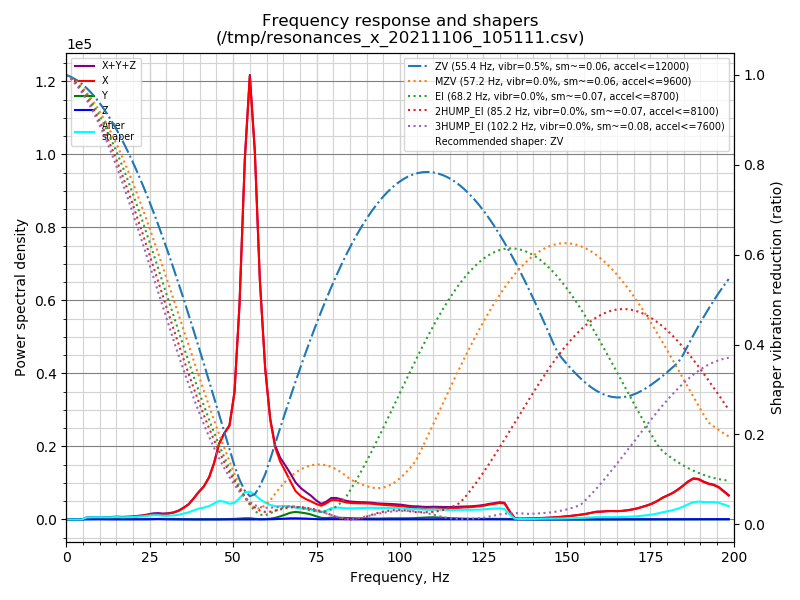 Frequency response and shapers
(/tmp/resonances_x_20211106_105111.csv)
1e5
X+Y+Z
X
Y
Z
After
shaper
ZV (55.4 Hz, vibr=0.5%, sm~=0.06, accel<=12000)
MZV (57.2 Hz, vibr=0.0%, sm~=0.06, accel<=9600)
EI (68.2 Hz, vibr=0.0%, sm~=0.07, accel<=8700)
2HUMP_EI (85.2 Hz, vibr=0.0%, sm~=0.07, accel<=8100)
3HUMP_EI (102.2 Hz, vibr=0.0%, sm~=0.08, accel<=7600)
Recommended shaper: ZV
Power spectral density
1.2
1.0
0.8
0.6
0.4
0.2
0.0
1.0
0.8
0.6
0.4
0.2
0.0
Shaper vibration reduction (ratio)
0 25 50 75 100 125 150 175 200
Frequency, Hz